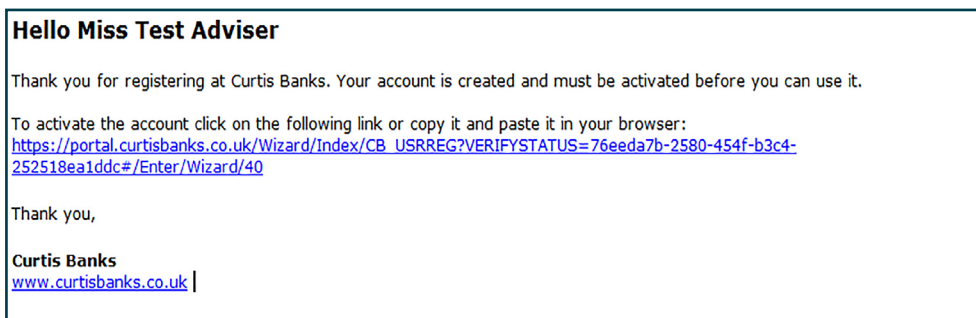 Hello Miss Test Adviser
Thank you for registering at Curtis Banks. Your account is created and must be activated before you can use it.
To activate the account click on the following link or copy it and paste it in your browser:
https://portal.curtisbanks.co.uk/Wizard/Index/CB_USRREG?VERIFYSTATUS=76eeda7b-2580-454f-b3c4-
252518ea1ddc#/Enter/Wizard/40
Thank you,
Curtis Banks
www.curtisbanks.co.uk